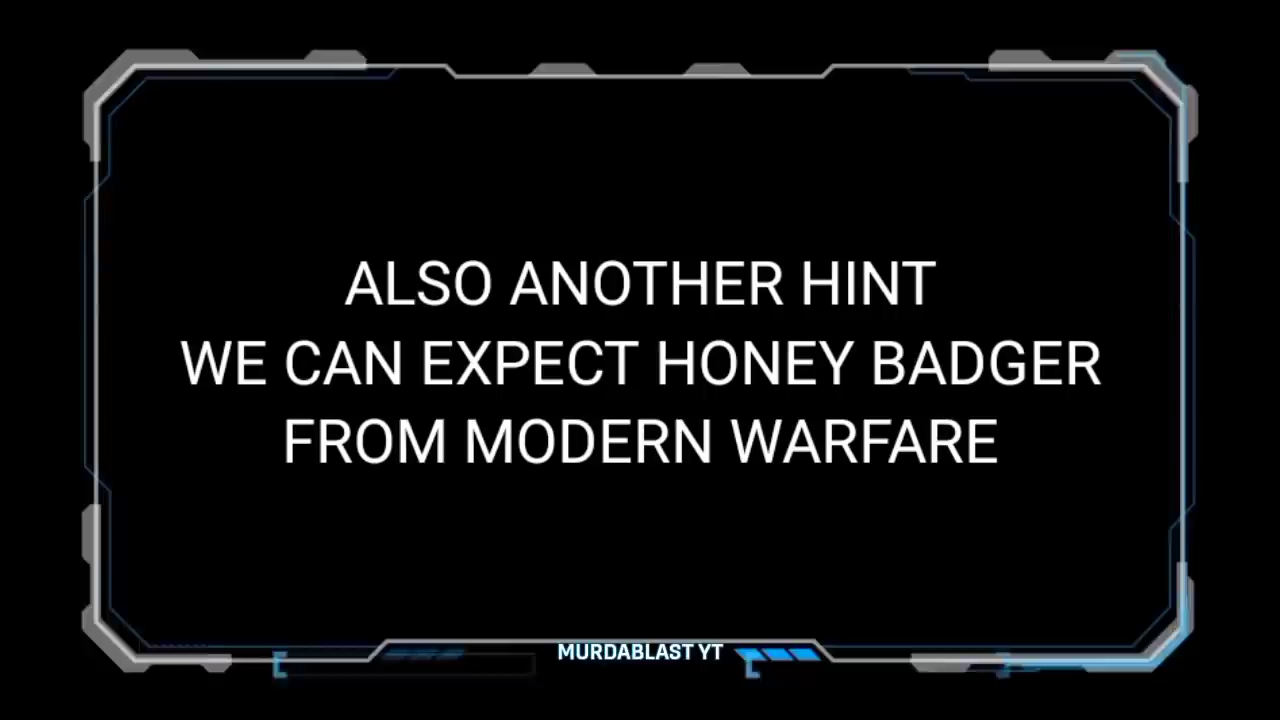 ALSO ANOTHER HINT
WE CAN EXPECT HONEY BADGER
FROM MODERN WARFARE
MURDABLAST YT